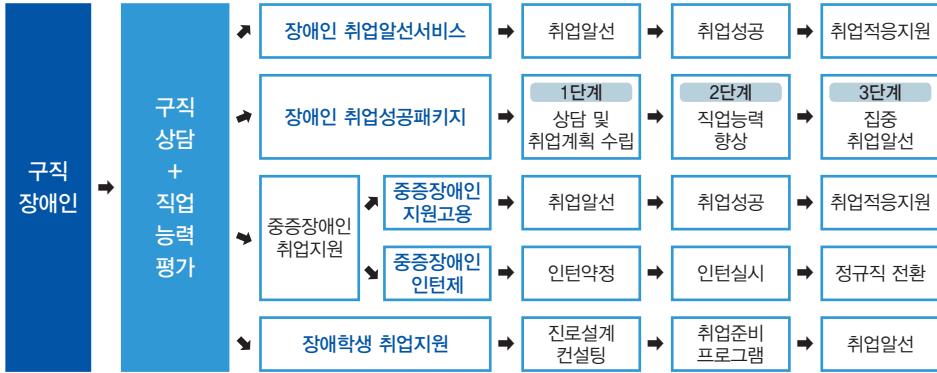 구직
장애인
구직
상담
+
직업
능력
평가
장애인 취업알선서비스
취업알선
취업성공
취업적응지원
장애인 취업성공패키지
1단계
상담 및
취업계획 수립
2단계
직업능력
향상
3단계
집중
취업알선
중증장애인
취업지원
중증장애인
지원고용
취업알선
취업성공
취업적응지원
중증장애인
인턴제
인턴약정
인턴실시
정규직 전환
장애학생 취업지원
진로설계
컨설팅
취업준비
프로그램
취업알선